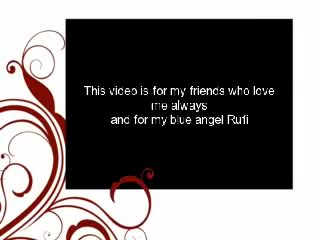 This video is for my friends who love
me always
and for my blue angel Rufi